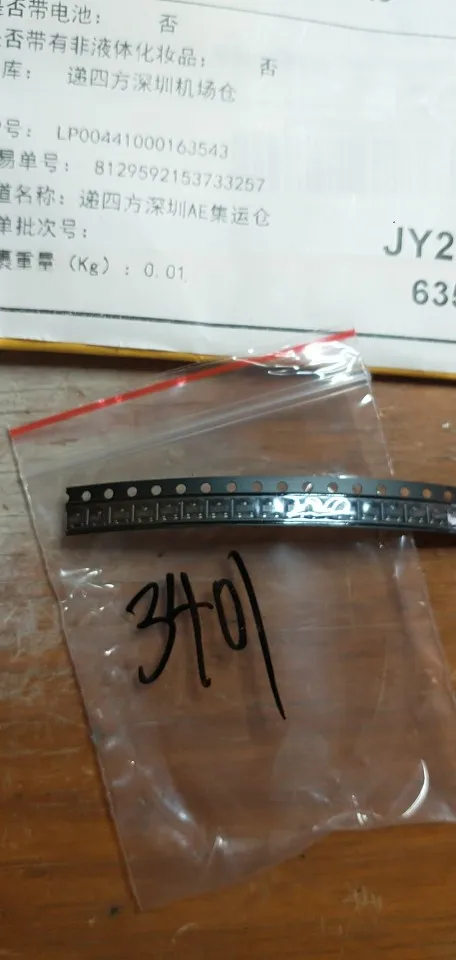 是否带电池： 否
是否带有非液体化妆品： 否
库： 递四方深圳机场仓
号： LP00441000163543
易单号： 8129592153733257
道名称： 递四方深圳AE集运仓
单批次号：
裹重量（Kg）: 0.01
JY2
635
3401